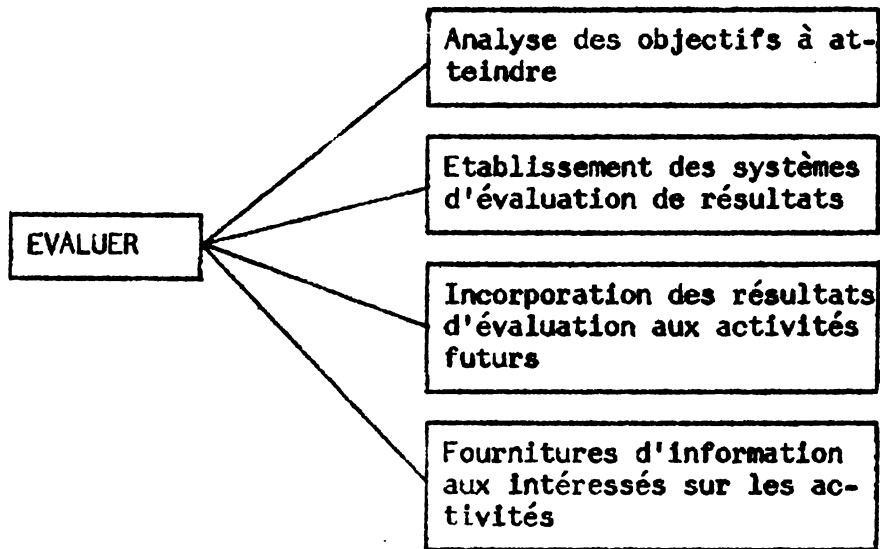 Analyse des objectifs à at-
teindre
Etablissement des systèmes
d'évaluation de résultats
EVALUER
Incorporation des résultats
d'évaluation aux activités
futurs
Fournitures d'information
aux intéressés sur les ac-
tivités